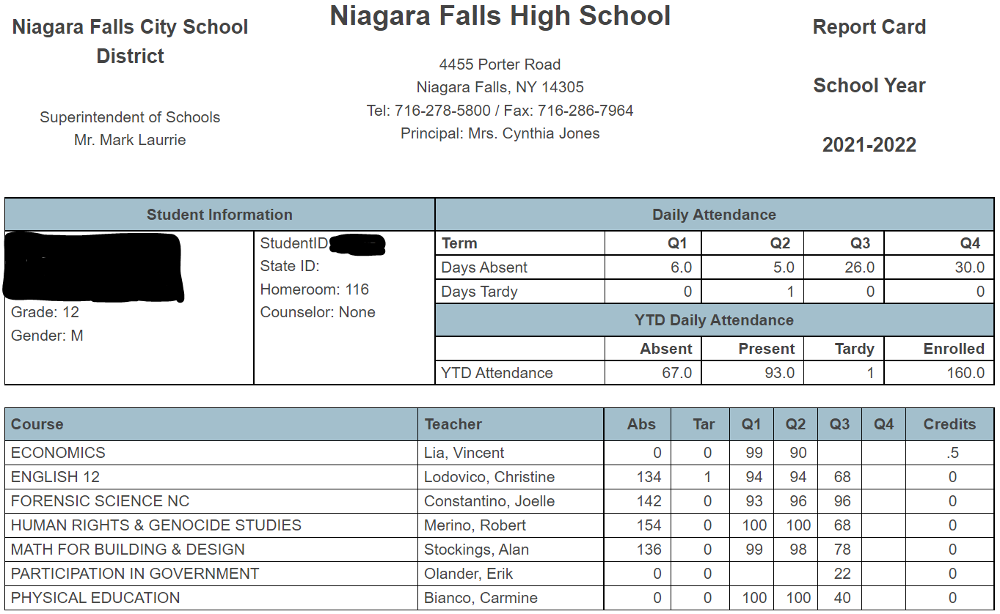 Niagara Falls City School
District
Superintendent of Schools
Mr. Mark Laurrie
Niagara Falls High School
4455 Porter Road
Niagara Falls, NY 14305
Tel: 716-278-5800 / Fax: 716-286-7964
Principal: Mrs. Cynthia Jones
Report Card
School Year
2021-2022
Student Information
Grade: 12
Gender: M
StudentID
State ID:
Homeroom: 116
Counselor: None
Daily Attendance
Term Q1 Q2 Q3 Q4
Days Absent 6.0 5.0 26.0 30.0
Days Tardy 0 1 0 0
YTD Daily Attendance
Absent Present Tardy Enrolled
YTD Attendance 67.0 93.0 1 160.0
Course Teacher Abs Tar Q1 Q2 Q3 Q4 Credits
ECONOMICS Lia, Vincent 0 0 99 90 .5
ENGLISH 12 Lodovico, Christine 134 1 94 94 68 0
FORENSIC SCIENCE NC Constantino, Joelle 142 0 93 96 96 0
HUMAN RIGHTS & GENOCIDE STUDIES Merino, Robert 154 0 100 100 68 0
MATH FOR BUILDING & DESIGN Stockings, Alan 136 0 99 98 78 0
PARTICIPATION IN GOVERNMENT Olander, Erik 0 0 22 0
PHYSICAL EDUCATION Bianco, Carmine 0 0 100 100 40 0